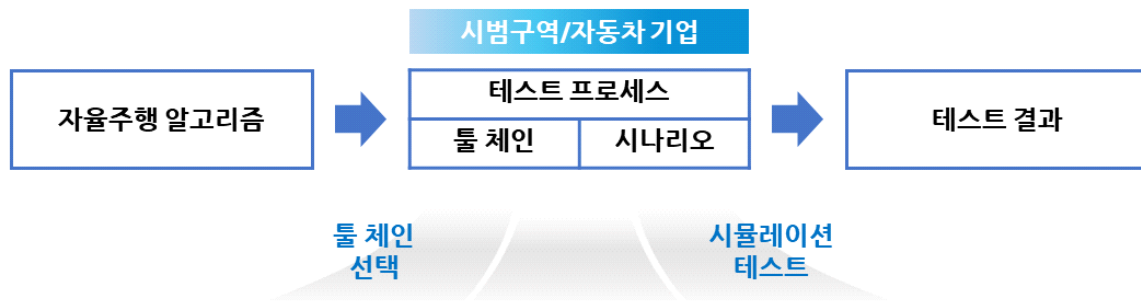 시범구역/자동차 기업
자율주행 알고리즘
테스트 프로세스
툴 체인
시나리오
테스트 결과
툴 체인
선택
시뮬레이션
테스트